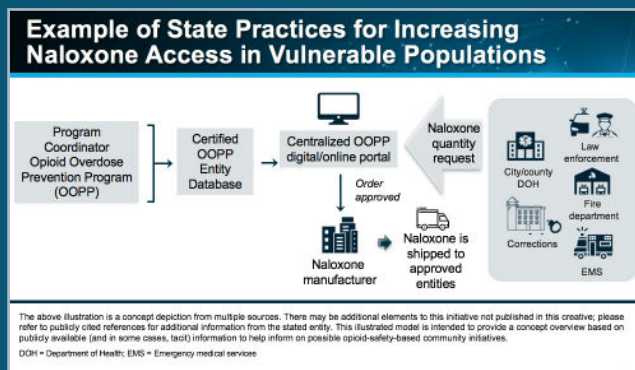 Example of State Practices for Increasing
Naloxone Access in Vulnerable Populations
Program
Coordinator
Opioid Overdose
Prevention Program
(OOPP)
Certified
OOPP
Entity
Database
Centralized OOPP
digital/online portal
Naloxone
quantity
request
Order
approved
Naloxone
manufacturer
Naloxone is
shipped to
approved
entities
City/county
DOH
Law
enforcement
Fire
department
Corrections
EMS
The above illustration is a concept depiction from multiple sources. There may be additional elements to this initiative not published in this creative; please
refer to publicly cited references for additional information from the stated entity. This illustrated model is intended to provide a concept overview based on
publicly available (and in some cases, tacit) information to help inform on possible opioid-safety-based community initiatives.
DOH = Department of Health; EMS = Emergency medical services